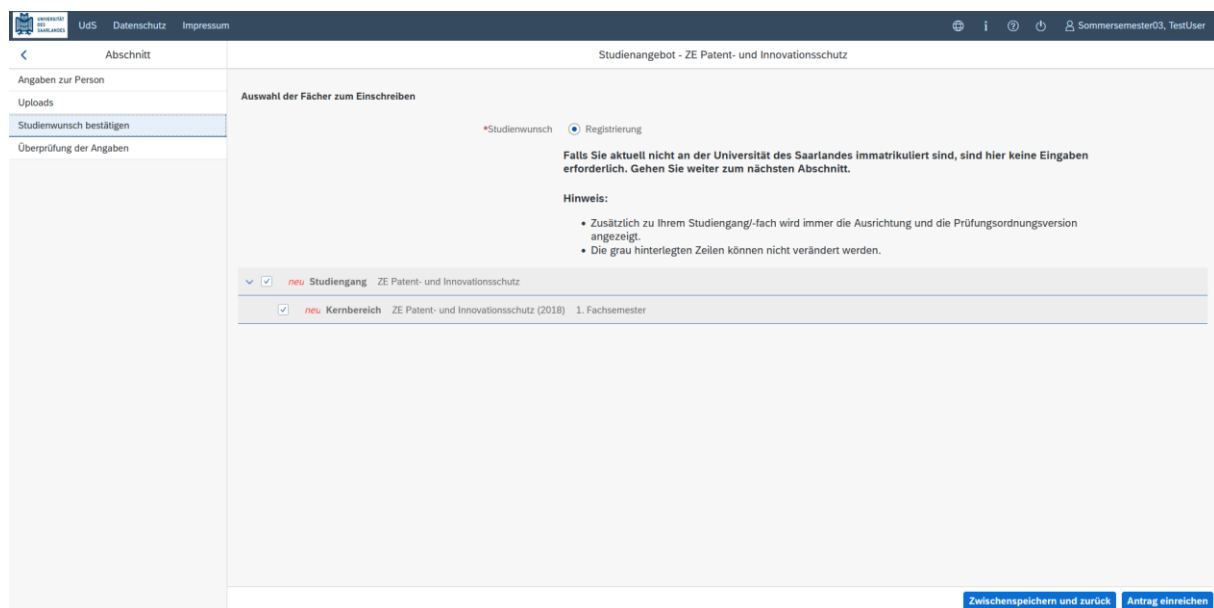 UNIVERSITÄT
DES
SAARLANDES
UdS Datenschutz Impressum
Sommersemester03, TestUser
Abschnitt
Studienangebot - ZE Patent- und Innovationsschutz
Angaben zur Person
Uploads
Studienwunsch bestätigen
Überprüfung der Angaben
Auswahl der Fächer zum Einschreiben
*Studienwunsch Registrierung
Falls Sie aktuell nicht an der Universität des Saarlandes immatrikuliert sind, sind hier keine Eingaben
erforderlich. Gehen Sie weiter zum nächsten Abschnitt.
Hinweis:
• Zusätzlich zu Ihrem Studiengang/-fach wird immer die Ausrichtung und die Prüfungsordnungsversion
angezeigt.
• Die grau hinterlegten Zeilen können nicht verändert werden.
neu Studiengang ZE Patent- und Innovationsschutz
neu Kernbereich ZE Patent- und Innovationsschutz (2018) 1. Fachsemester
Zwischenspeichern und zurück Antrag einreichen